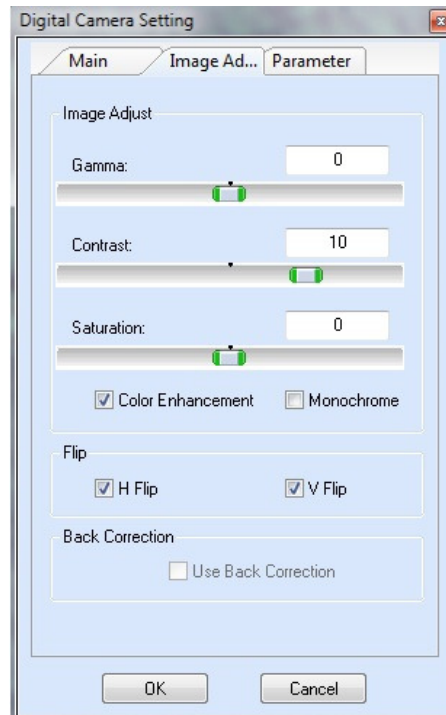 Digital Camera Setting
Main Image Ad... Parameter
Image Adjust
Gamma: 0
Contrast: 10
Saturation: 0
Color Enhancement Monochrome
Flip
H Flip V Flip
Back Correction
Use Back Correction
OK Cancel